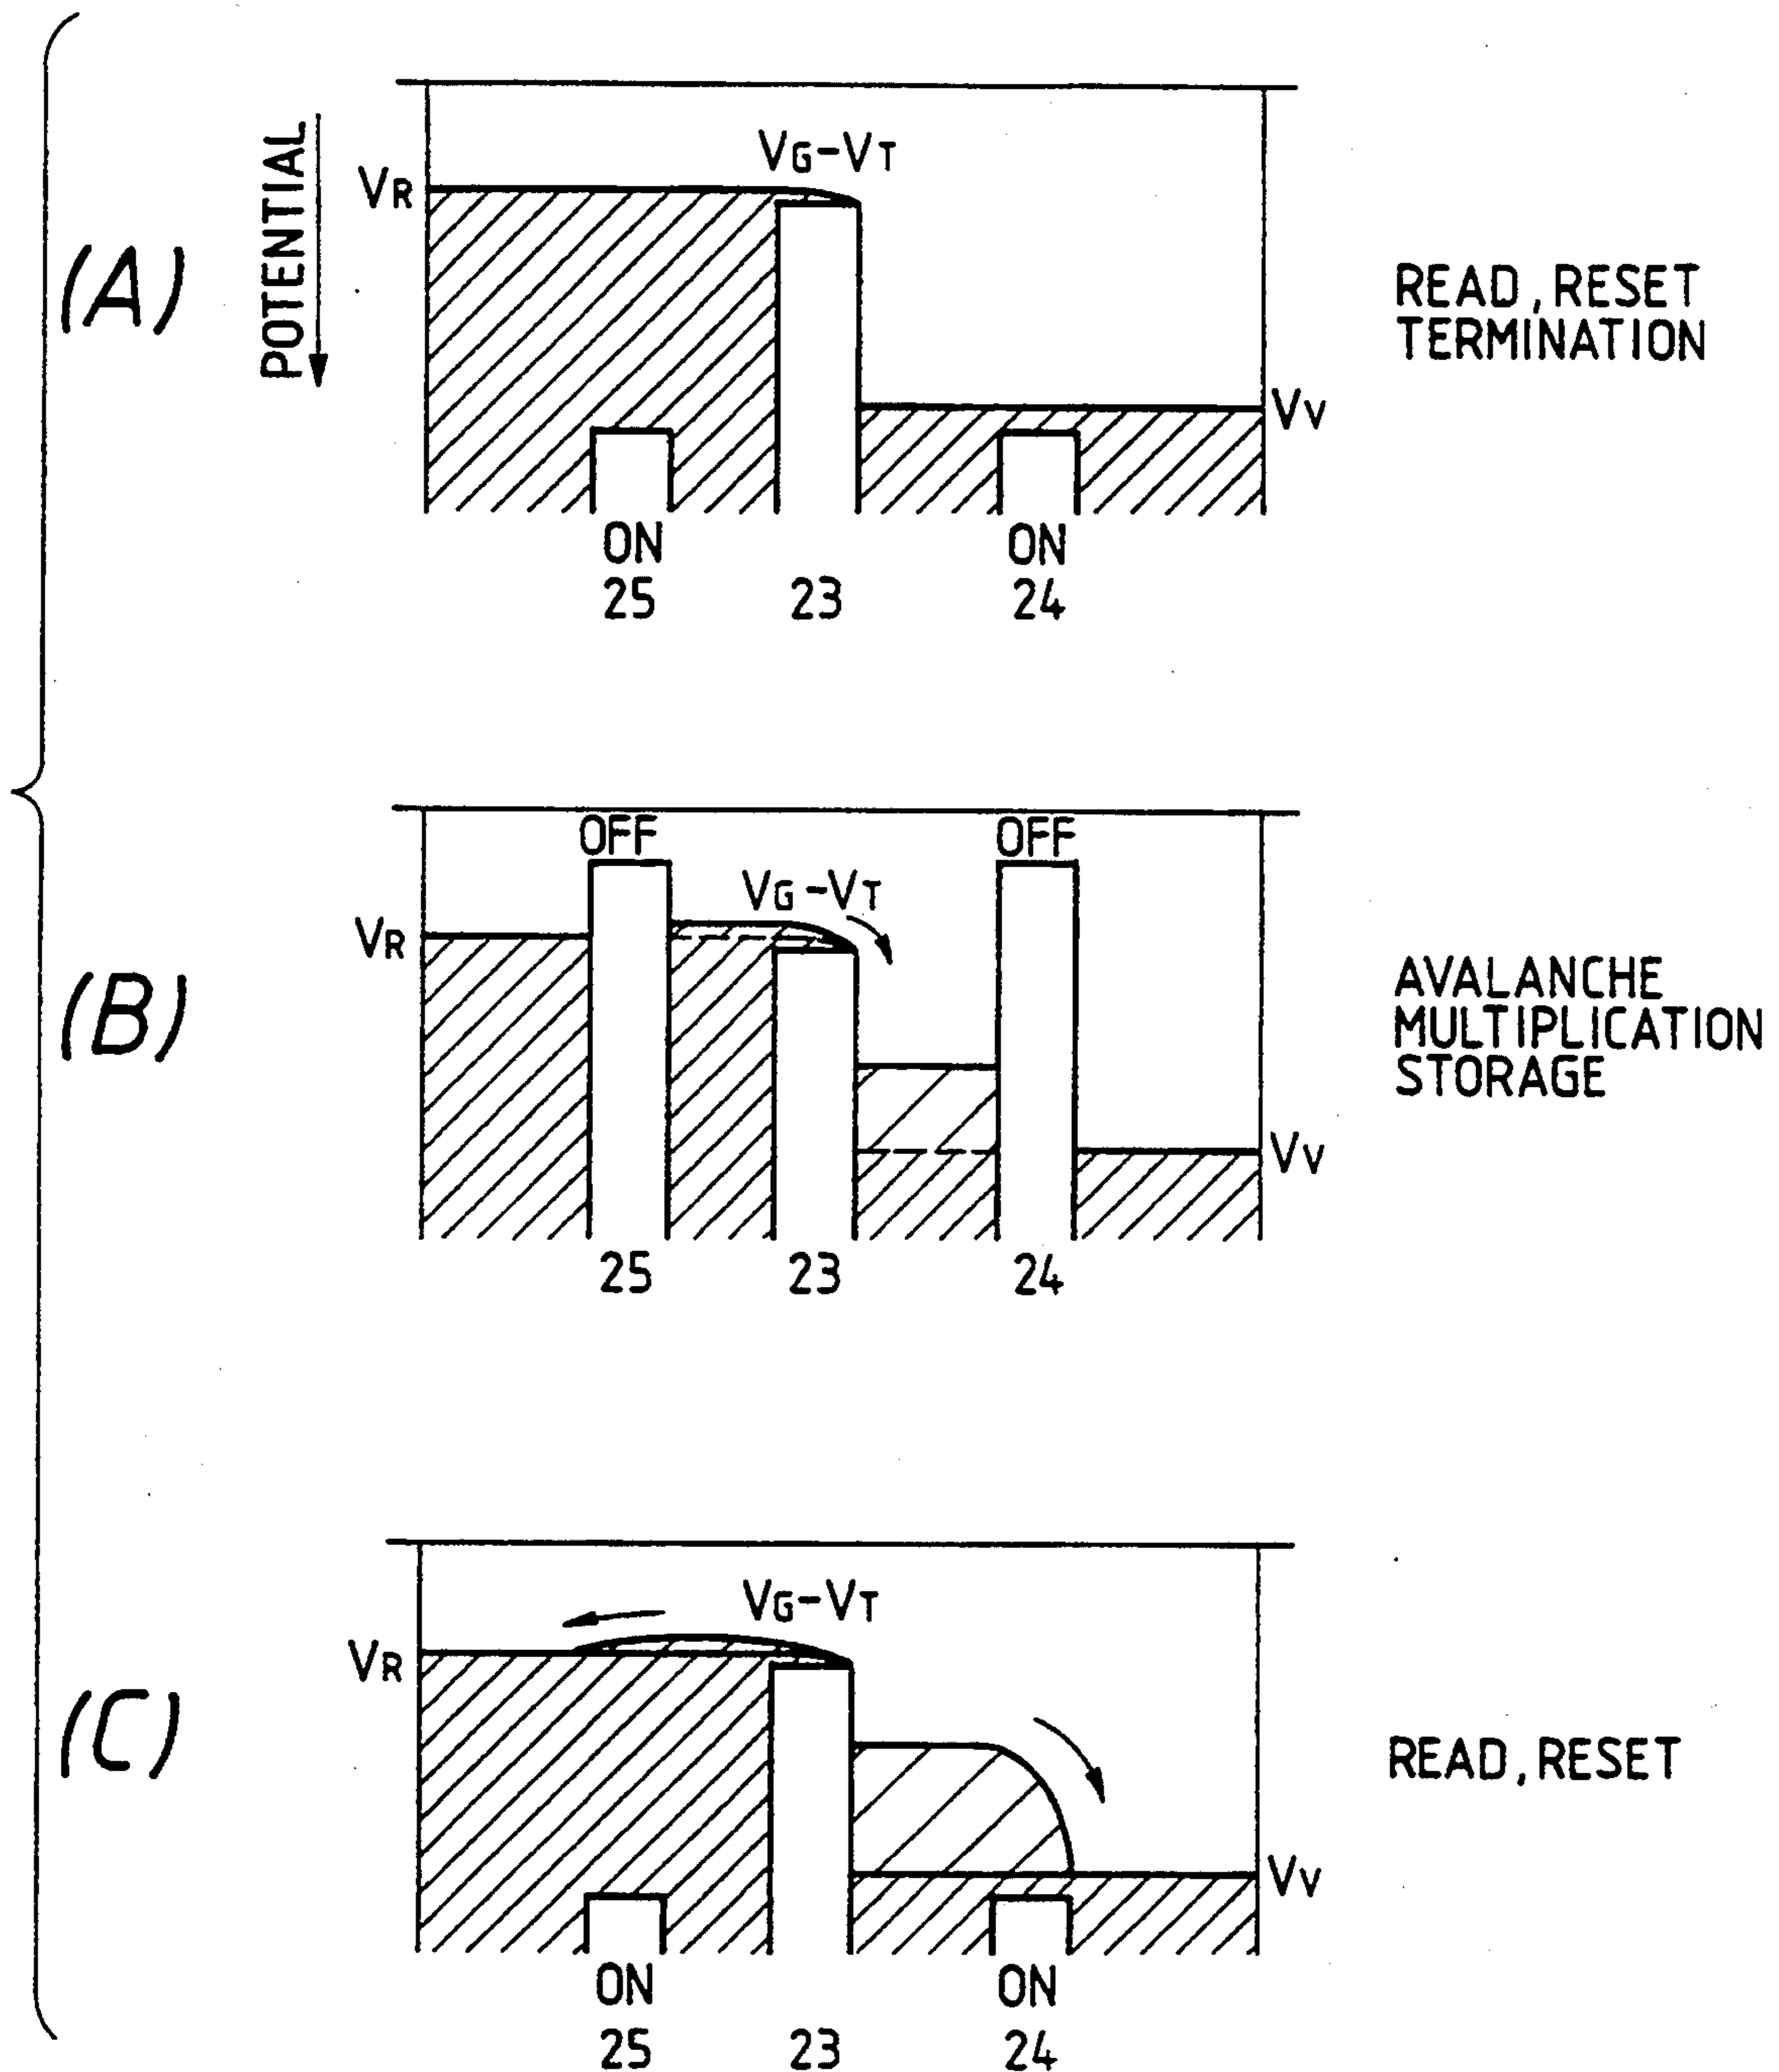 (A)
POTENTIAL
VG-VT
VR
VV
ON
ON
25
23
24
READ, RESET
TERMINATION
(B)
OFF
OFF
VG-VT
VR
VV
25
23
24
AVALANCHE
MULTIPLICATION
STORAGE
(C)
VG-VT
VR
VV
ON
ON
25
23
24
READ, RESET